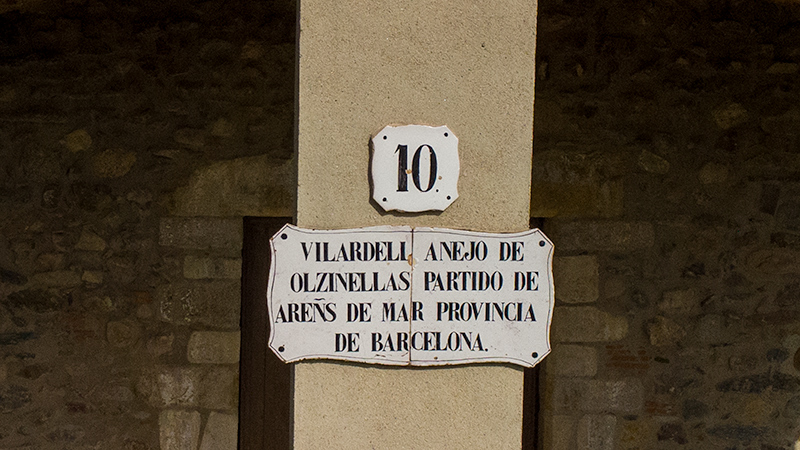 10.
VILARDELL ANEJO DE
OLZINELLAS PARTIDO DE
AREÑS DE MAR PROVINCIA
DE BARCELONA.